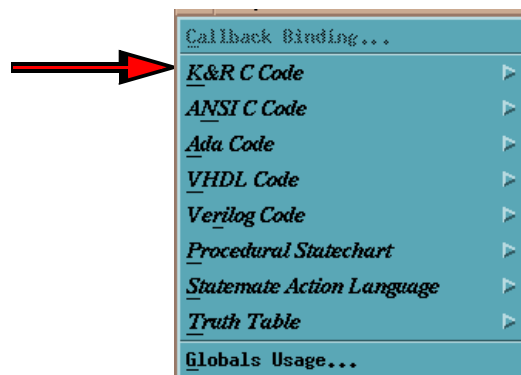 Callback Binding...
K&R C Code
ANSI C Code
Ada Code
VHDL Code
Verilog Code
Procedural Statechart
Statemate Action Language
Truth Table
Globals Usage...